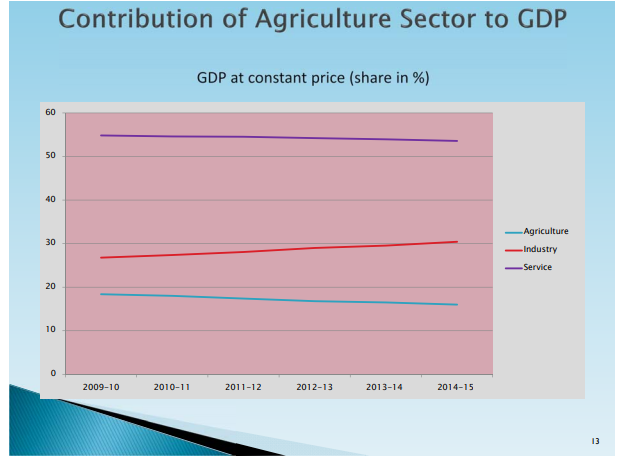 Contribution of Agriculture Sector to GDP
GDP at constant price (share in %)
60
50
40
30
20
10
0
2009-10 2010-11 2011-12 2012-13 2013-14 2014-15
Agriculture
Industry
Service
13